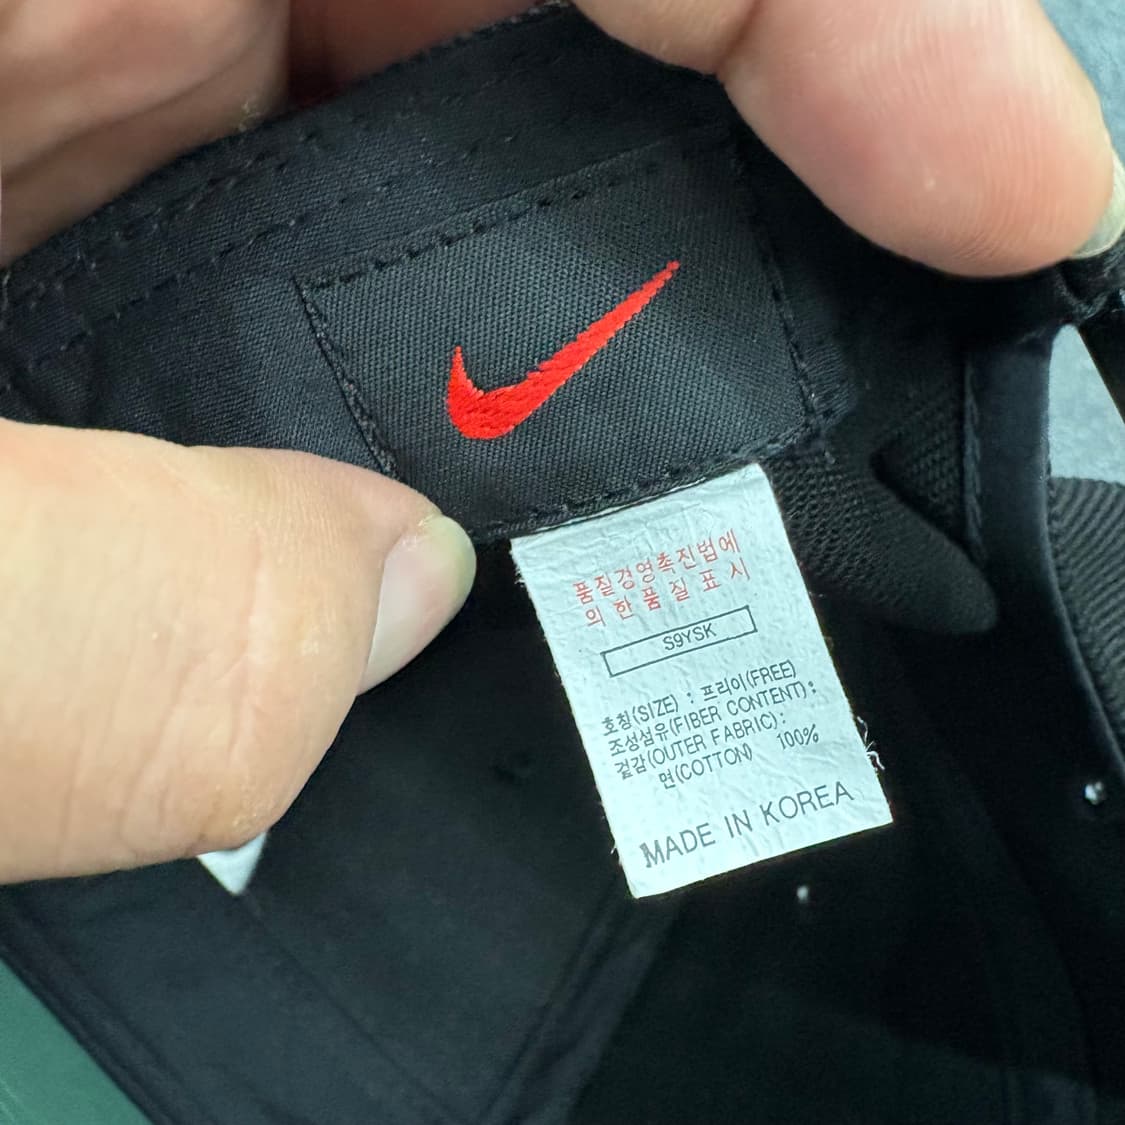 품질경영촉진법에
의 한 품 질 표 시
S9YSK
호칭(SIZE) : 프리이(FREE)
조성섬유(FIBER CONTENT):
겉감(OUTER FABRIC):
면(COTTON) 100%
MADE IN KOREA